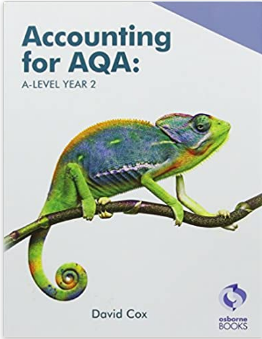 Accounting
for AQA:
A-LEVEL YEAR 2
David Cox
osborne
BOOKS